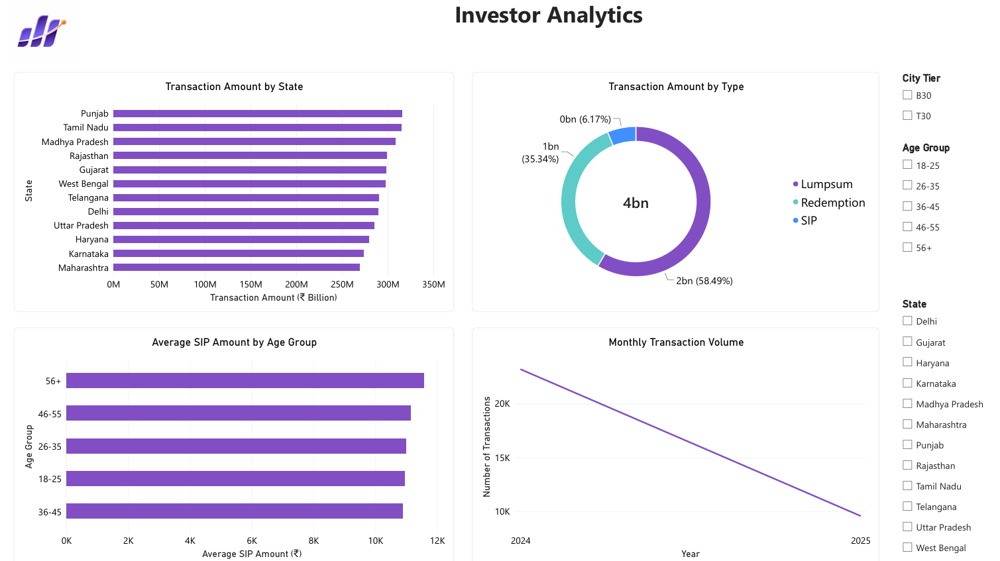 Investor Analytics
Transaction Amount by State
State
Punjab
Tamil Nadu
Madhya Pradesh
Rajasthan
Gujarat
West Bengal
Telangana
Delhi
Uttar Pradesh
Haryana
Karnataka
Maharashtra
0M 50M 100M 150M 200M 250M 300M 350M
Transaction Amount (₹ Billion)
Transaction Amount by Type
0bn (6.17%)
1bn
(35.34%)
4bn
2bn (58.49%)
Lumpsum
Redemption
SIP
Average SIP Amount by Age Group
Age Group
56+
46-55
26-35
18-25
36-45
0K 2K 4K 6K 8K 10K 12K
Average SIP Amount (₹)
Monthly Transaction Volume
Number of Transactions
20K
15K
10K
2024 2025
Year
City Tier
B30
T30
Age Group
18-25
26-35
36-45
46-55
56+
State
Delhi
Gujarat
Haryana
Karnataka
Madhya Pradesh
Maharashtra
Punjab
Rajasthan
Tamil Nadu
Telangana
Uttar Pradesh
West Bengal